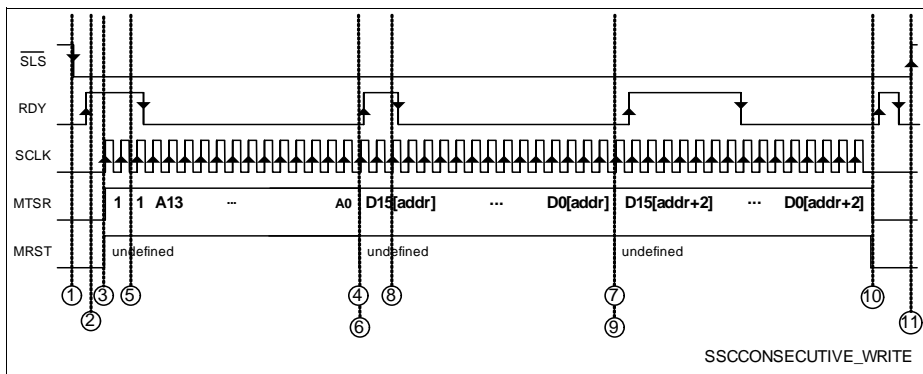 SLS
RDY
SCLK
MTSR 1 1 A13 ... A0 D15[addr] ... D0[addr] D15[addr+2] ... D0[addr+2]
MRST undefined undefined undefined
1 3 5 4 8 7 10 11
2 6 9
SSCCONSECUTIVE_WRITE